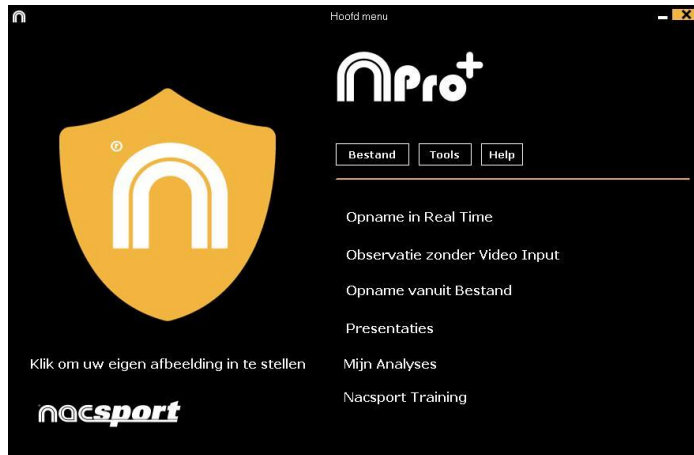 Hoofd menu
nPro+
Bestand Tools Help
Opname in Real Time
Observatie zonder Video Input
Opname vanuit Bestand
Presentaties
Klik om uw eigen afbeelding in te stellen
Mijn Analyses
Nacsport Training
nacsport